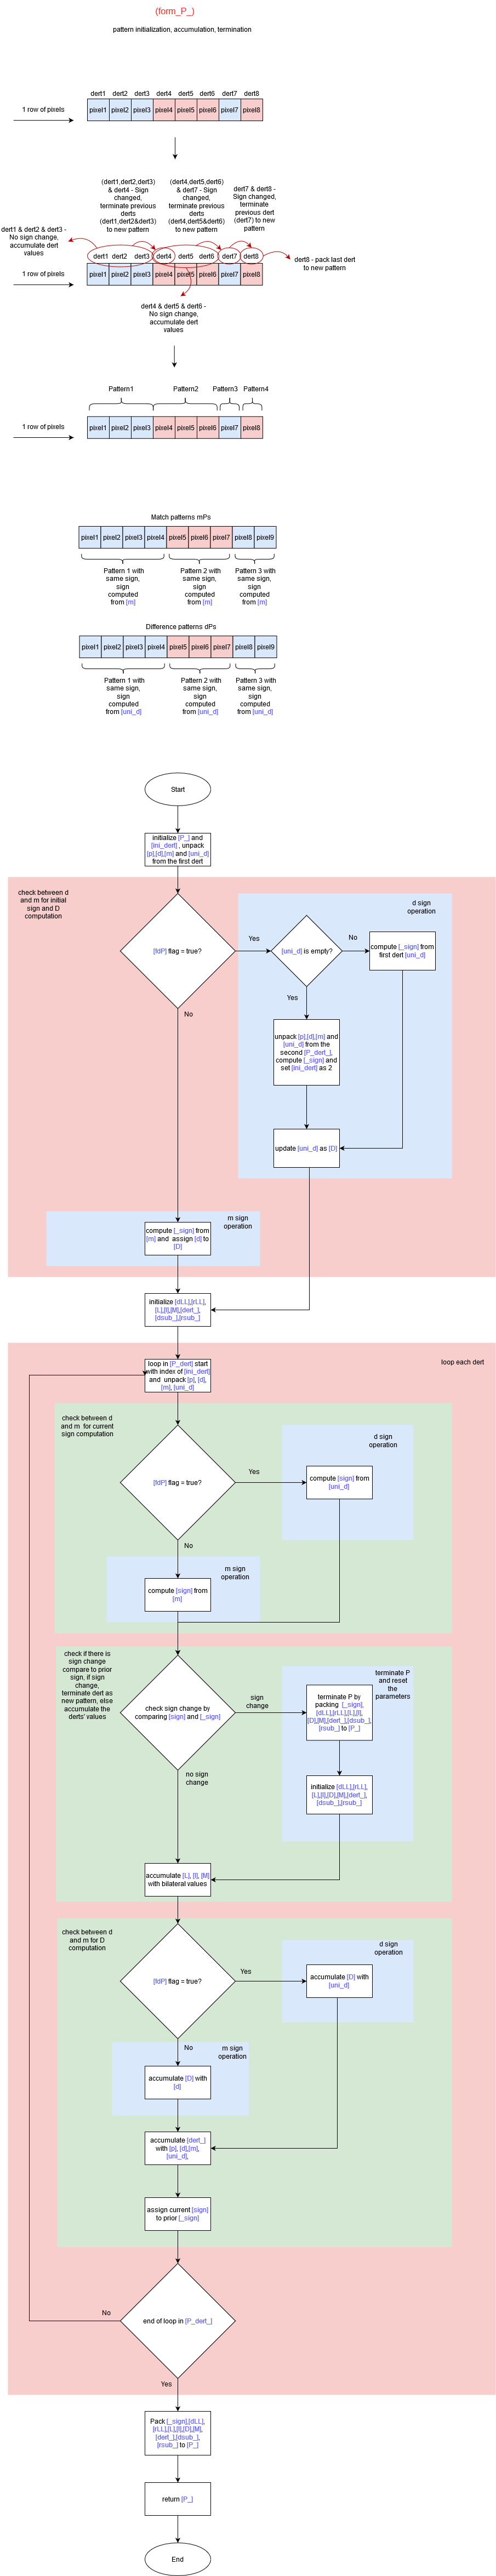 (form_P_)
pattern initialization, accumulation, termination
dert1 dert2 dert3 dert4 dert5 dert6 dert7 dert8
1 row of pixels
pixel1 pixel2 pixel3 pixel4 pixel5 pixel6 pixel7 pixel8
(dert1,dert2,dert3)
& dert4 - Sign
changed,
terminate previous
derts
(dert1,dert2&dert3)
to new pattern
(dert4,dert5,dert6)
& dert7 - Sign
changed,
terminate previous
derts
(dert4,dert5&dert6)
to new pattern
dert7 & dert8 -
Sign changed,
terminate
previous dert
(dert7) to new
pattern
dert1 & dert2 & dert3 -
No sign change,
accumulate dert
values
dert1 dert2 dert3 dert4 dert5 dert6 dert7 dert8
dert8 - pack last dert
to new pattern
1 row of pixels
pixel1 pixel2 pixel3 pixel4 pixel5 pixel6 pixel7 pixel8
dert4 & dert5 & dert6 -
No sign change,
accumulate dert
values
Pattern1 Pattern2 Pattern3 Pattern4
1 row of pixels
pixel1 pixel2 pixel3 pixel4 pixel5 pixel6 pixel7 pixel8
Match patterns mPs
pixel1 pixel2 pixel3 pixel4 pixel5 pixel6 pixel7 pixel8 pixel9
Pattern 1 with
same sign,
sign
computed
from [m]
Pattern 2 with
same sign,
sign
computed
from [m]
Pattern 3 with
same sign,
sign
computed
from [m]
Difference patterns dPs
pixel1 pixel2 pixel3 pixel4 pixel5 pixel6 pixel7 pixel8 pixel9
Pattern 1 with
same sign,
sign
computed
from [uni_d]
Pattern 2 with
same sign,
sign
computed
from [uni_d]
Pattern 3 with
same sign,
sign
computed
from [uni_d]
Start
initialize [P_] and
[ini_dert] , unpack
[p],[d],[m] and [uni_d]
from the first dert
check between d
and m for initial
sign and D
computation
d sign
operation
[fdP] flag = true?
Yes
[uni_d] is empty?
No
compute [_sign] from
first dert [uni_d]
Yes
No
unpack [p],[d],[m] and
[uni_d] from the
second [P_dert_],
compute [_sign] and
set [ini_dert] as 2
update [uni_d] as [D]
m sign
operation
compute [_sign] from
[m] and assign [d] to
[D]
initialize [dLL],[rLL],
[L],[I],[M],[dert_],
[dsub_],[rsub_]
loop each dert
loop in [P_dert] start
with index of [ini_dert]
and unpack [p], [d],
[m], [uni_d]
check between d
and m for current
sign computation
d sign
operation
[fdP] flag = true?
Yes
compute [sign] from
[uni_d]
No
m sign
operation
compute [sign] from
[m]
check if there is
sign change
compare to prior
sign, if sign
change,
terminate dert as
new pattern, else
accumulate the
derts' values
terminate P
and reset
the
parameters
check sign change by
comparing [sign] and [_sign]
sign
change
terminate P by
packing [_sign],
[dLL],[rLL],[L],[I],
[D],[M],[dert_],[dsub_],
[rsub_] to [P_]
no sign
change
initialize [dLL],[rLL],
[L],[I],[D],[M],[dert_],
[dsub_],[rsub_]
accumulate [L], [I], [M]
with bilateral values
check between d
and m for D
computation
d sign
operation
[fdP] flag = true?
Yes
accumulate [D] with
[uni_d]
No
m sign
operation
accumulate [D] with
[d]
accumulate [dert_]
with [p], [d],[m],
[uni_d],
assign current [sign]
to prior [_sign]
end of loop in [P_dert_]
No
Yes
Pack [_sign],[dLL],
[rLL],[L],[I],[D],[M],
[dert_],[dsub_],
[rsub_] to [P_]
return [P_]
End